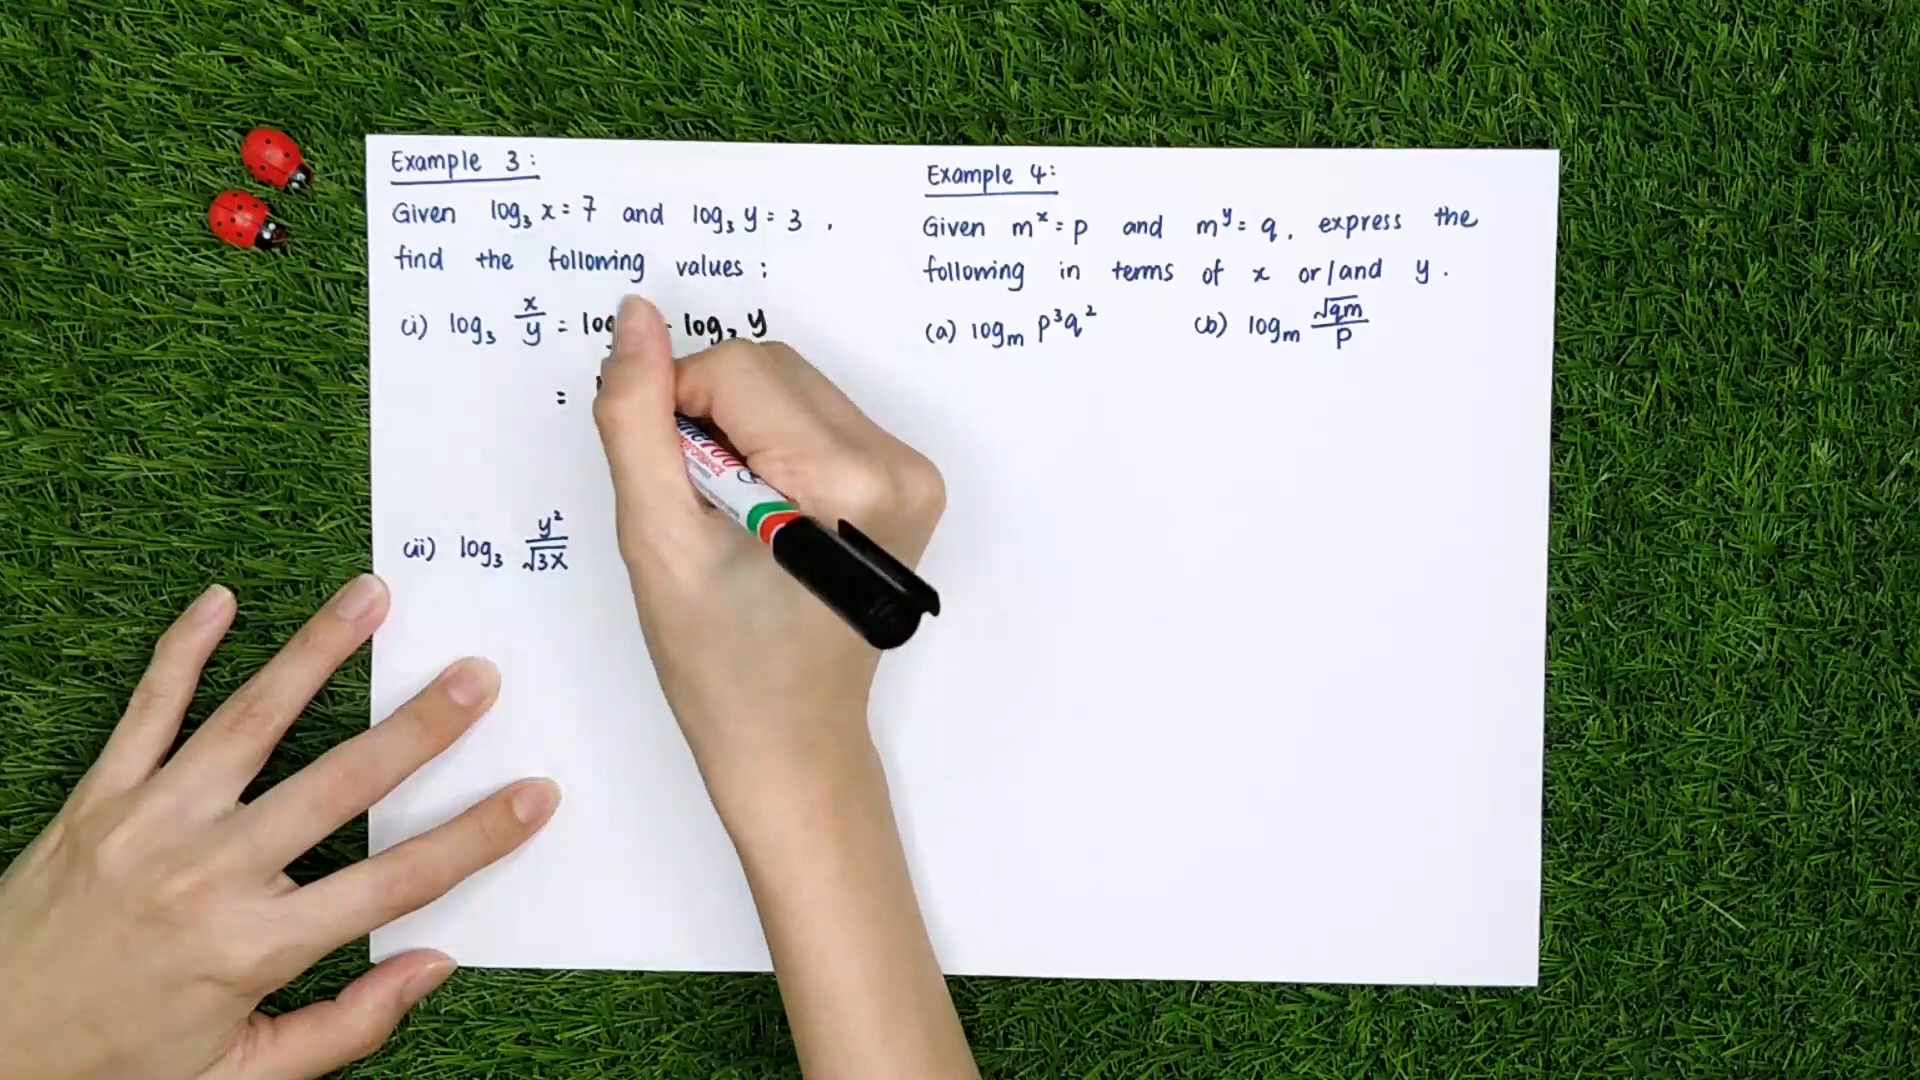 Example 3:
Given log₃ x = 7 and log₃ y = 3 .
find the following values :
(i) log₃ x/y = log - log₃ y
=
(ii) log₃ y²/√3x
Example 4:
Given mˣ = p and mʸ = q , express the
following in terms of x or/and y .
(a) logₘ p³q² (b) logₘ √qm/p